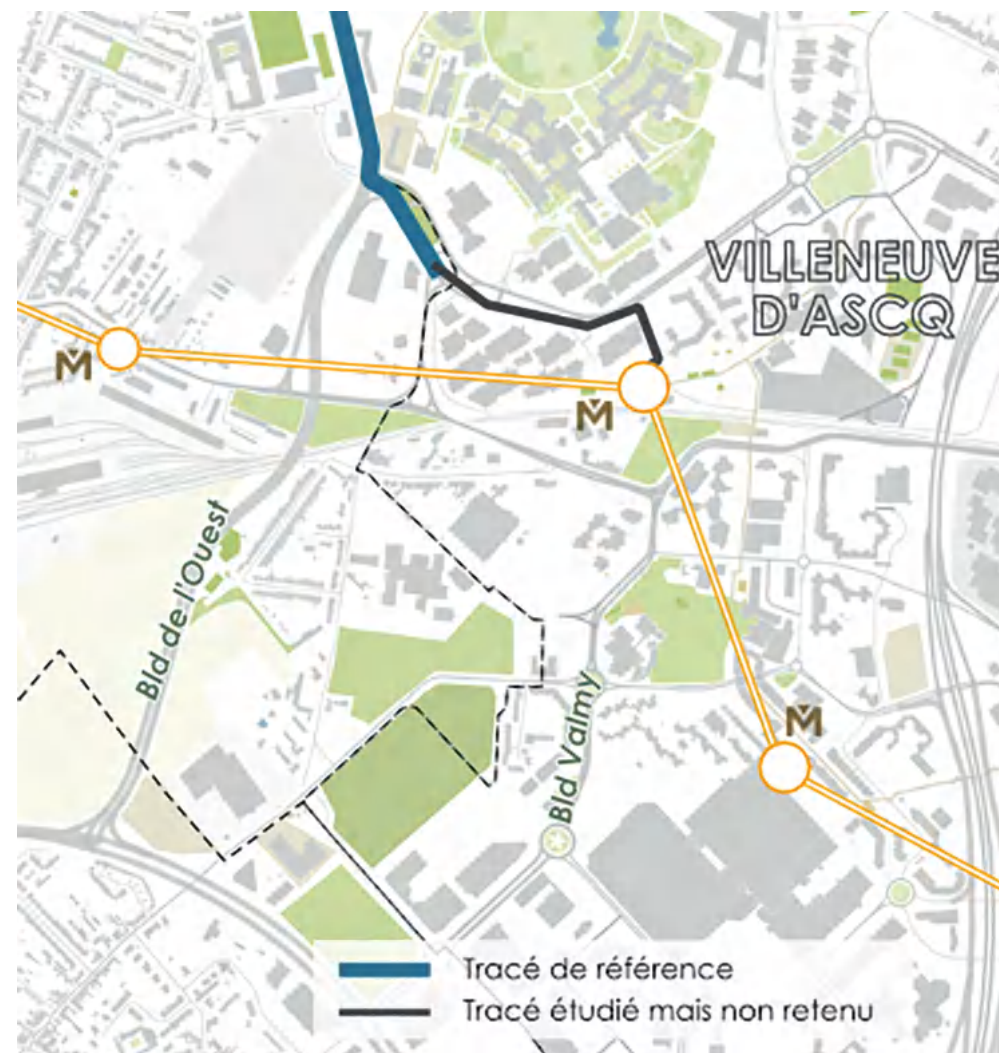 VILLENEUVE
D'ASCQ
M
M
Bld de l'Ouest
Bld Valmy
M
Tracé de référence
Tracé étudié mais non retenu